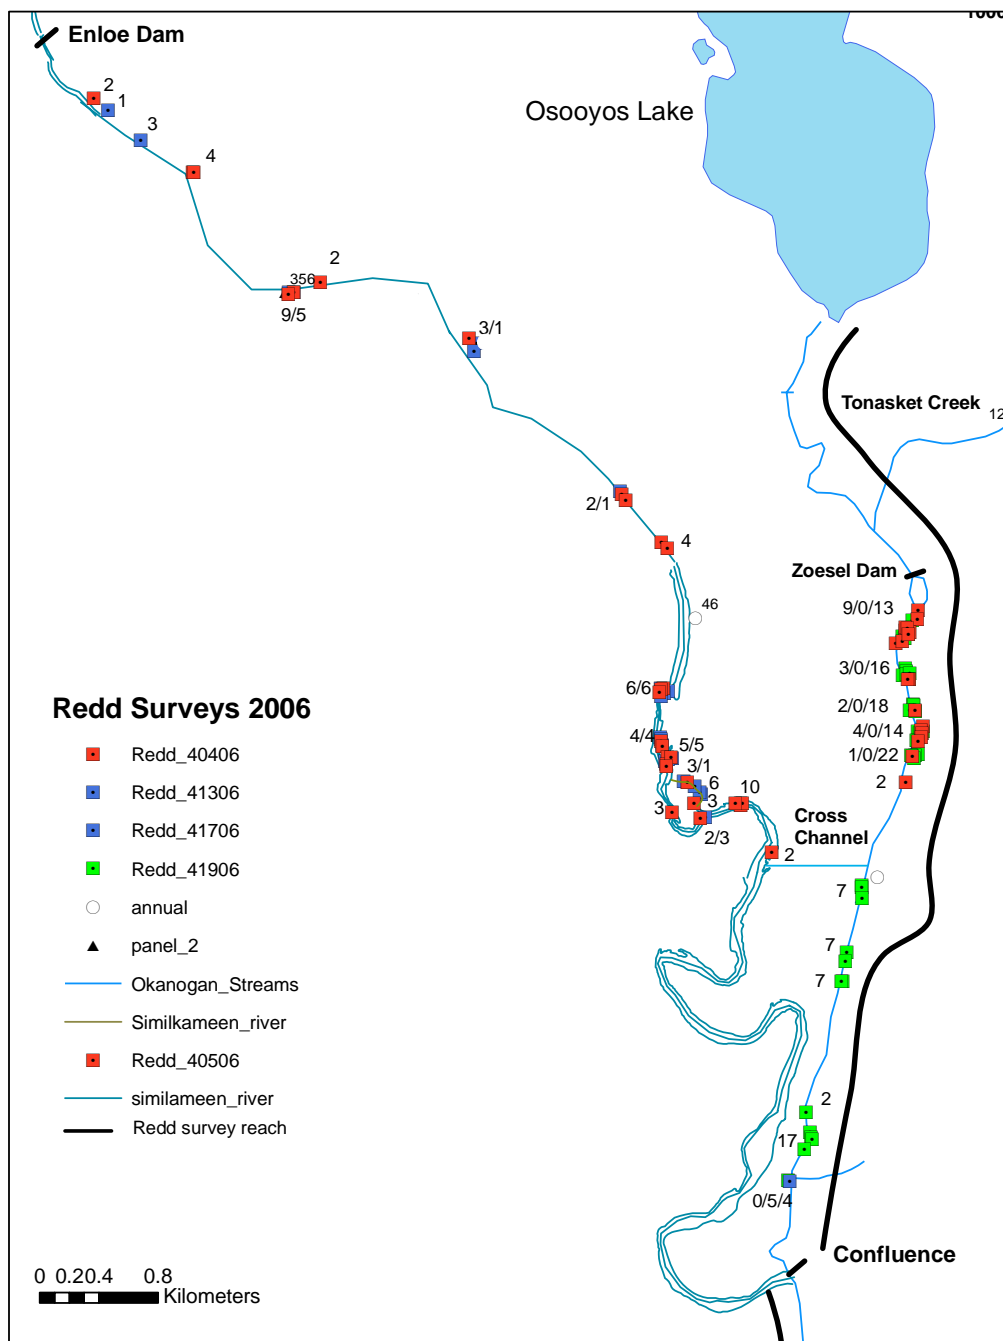 Enloe Dam
2
1
3
4
Osooyos Lake
2
356
9/5
3/1
Tonasket Creek
12
2/1
4
Zoesel Dam
46
9/0/13
3/0/16
6/6
2/0/18
4/4
4/0/14
5/5
1/0/22
3/1
6
2
3
3
10
2/3
Cross
Channel
2
7
7
7
2
17
0/5/4
Confluence
Redd Surveys 2006
Redd_40406
Redd_41306
Redd_41706
Redd_41906
annual
panel_2
Okanogan_Streams
Similkameen_river
Redd_40506
similameen_river
Redd survey reach
0 0.20.4 0.8
Kilometers